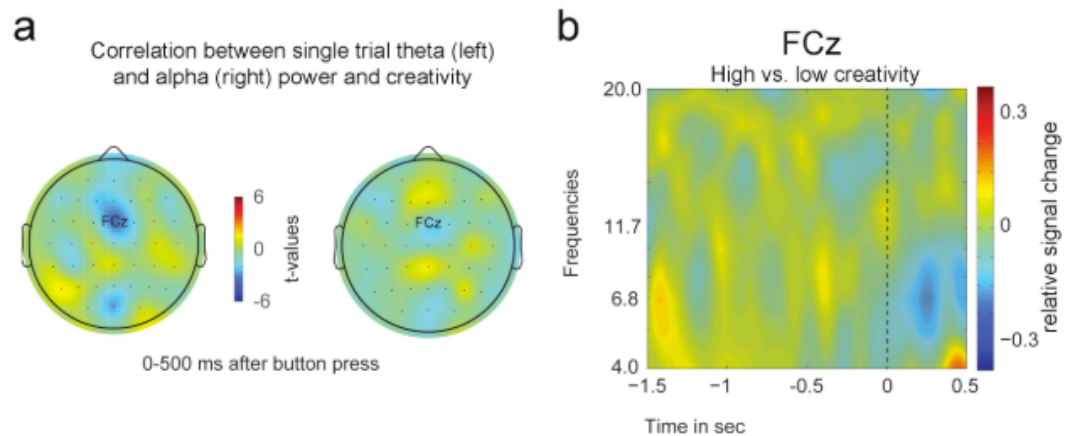 a
Correlation between single trial theta (left)
and alpha (right) power and creativity
FCz
6
0
-6
t-values
FCz
0-500 ms after button press
b
FCz
High vs. low creativity
20.0
11.7
6.8
4.0
Frequencies
−1.5
−1
-0.5
0
0.5
Time in sec
0.3
0
−0.3
relative signal change